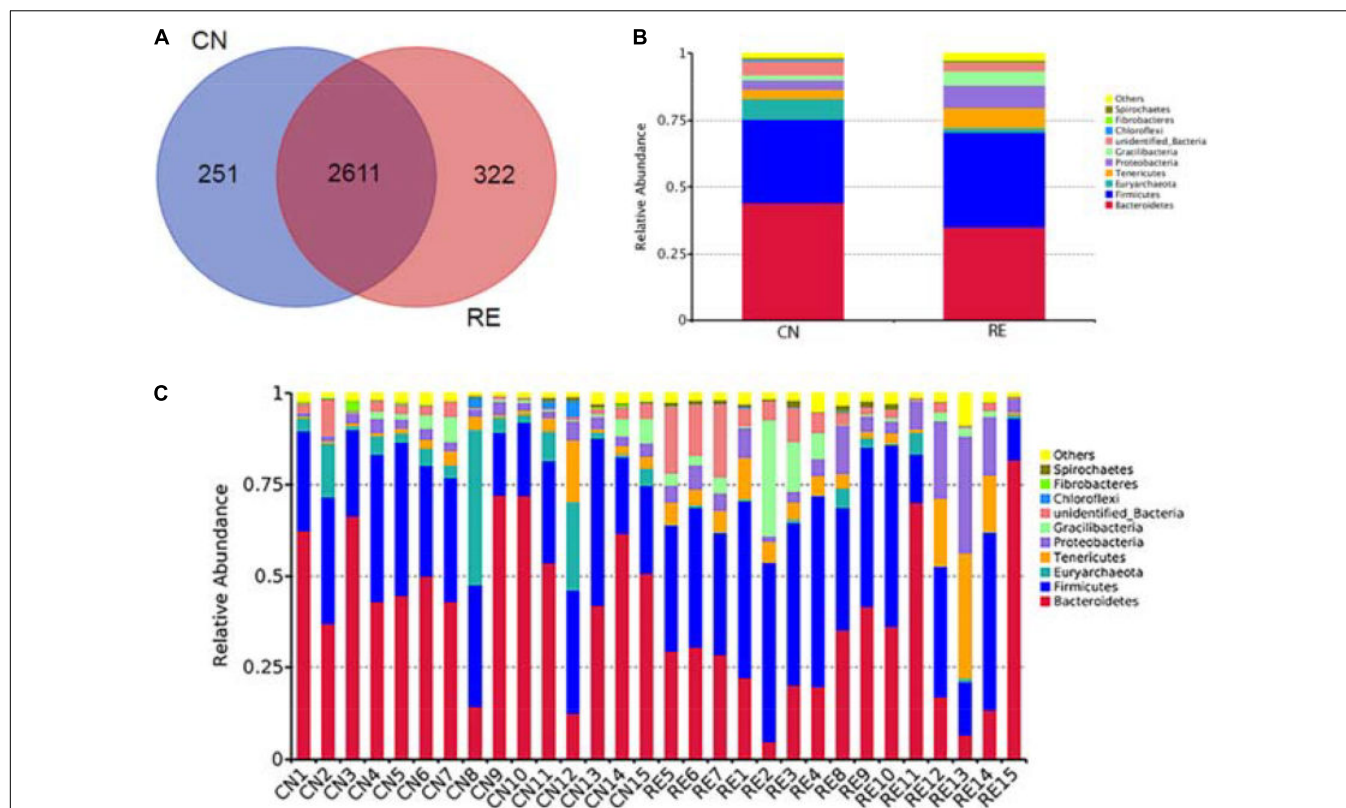 A
CN
251
2611
322
RE
B
Relative Abundance
1
0.75
0.5
0.25
0
CN
RE
Others
Spirochaetes
Fibrobacteres
Chloroflexi
unidentified_Bacteria
Gracilibacteria
Proteobacteria
Tenericutes
Euryarchaeota
Firmicutes
Bacteroidetes
C
Relative Abundance
1
0.75
0.5
0.25
0
CN1
CN2
CN3
CN4
CN5
CN6
CN7
CN8
CN9
CN10
CN11
CN12
CN13
CN14
CN15
RE5
RE6
RE7
RE1
RE2
RE3
RE4
RE8
RE9
RE10
RE11
RE12
RE13
RE14
RE15
Others
Spirochaetes
Fibrobacteres
Chloroflexi
unidentified_Bacteria
Gracilibacteria
Proteobacteria
Tenericutes
Euryarchaeota
Firmicutes
Bacteroidetes